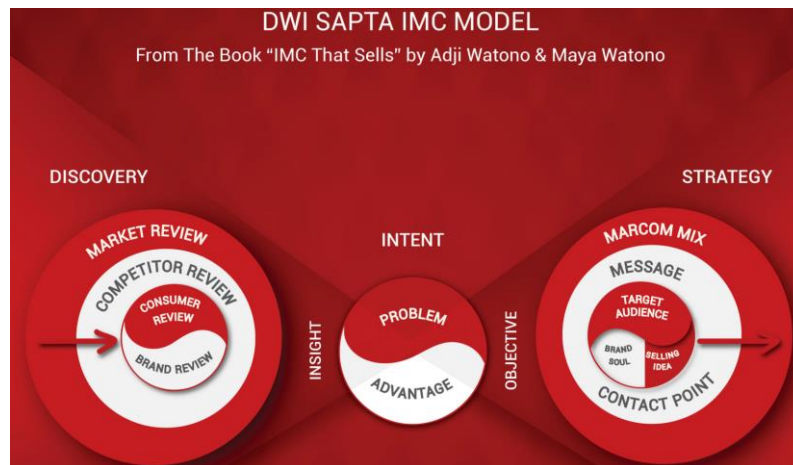 DWI SAPTA IMC MODEL
From The Book “IMC That Sells” by Adji Watono & Maya Watono
DISCOVERY
MARKET REVIEW
COMPETITOR REVIEW
CONSUMER
REVIEW
BRAND REVIEW
INSIGHT
INTENT
PROBLEM
ADVANTAGE
OBJECTIVE
STRATEGY
MARCOM MIX
MESSAGE
TARGET
AUDIENCE
BRAND
SOUL
SELLING
IDEA
CONTACT POINT